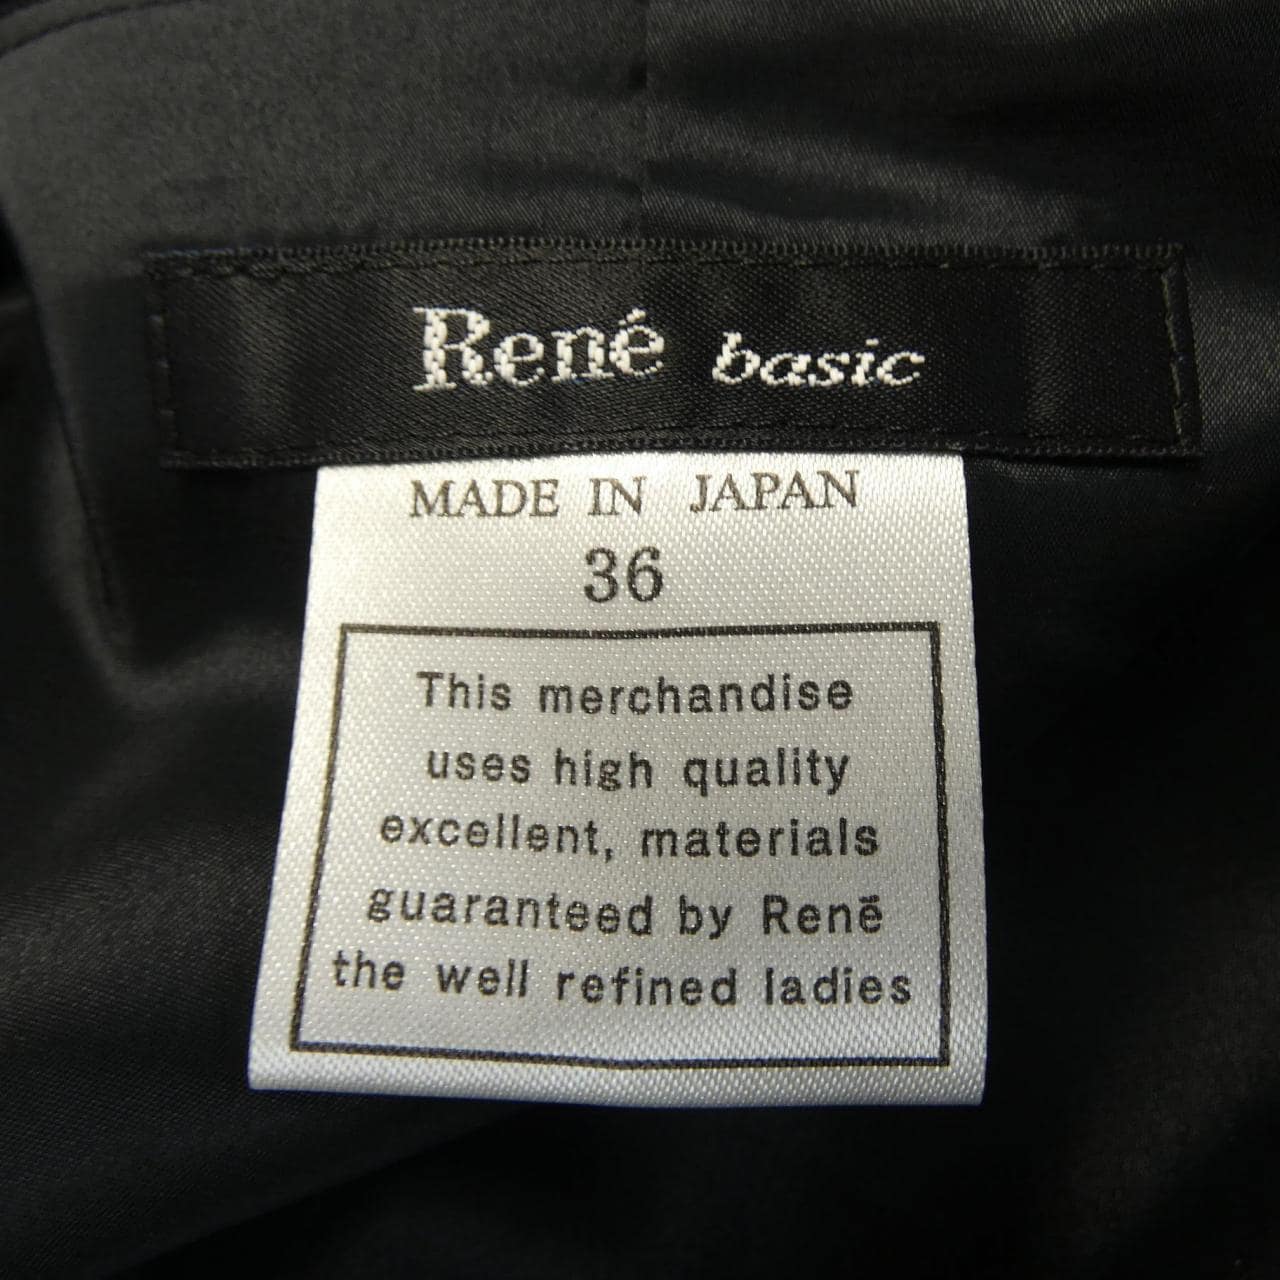 René basic
MADE IN JAPAN
36
This merchandise
uses high quality
excellent, materials
guaranteed by Renē
the well refined ladies